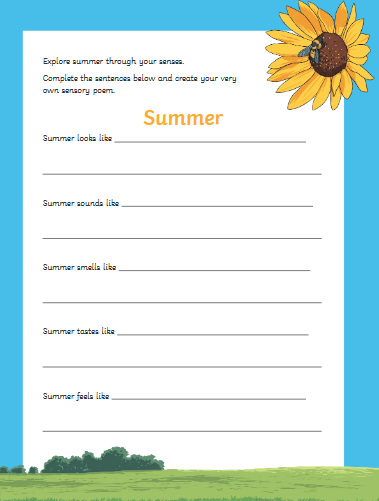 Explore summer through your senses.
Complete the sentences below and create your very
own sensory poem.
Summer
Summer looks like
Summer sounds like
Summer smells like
Summer tastes like
Summer feels like